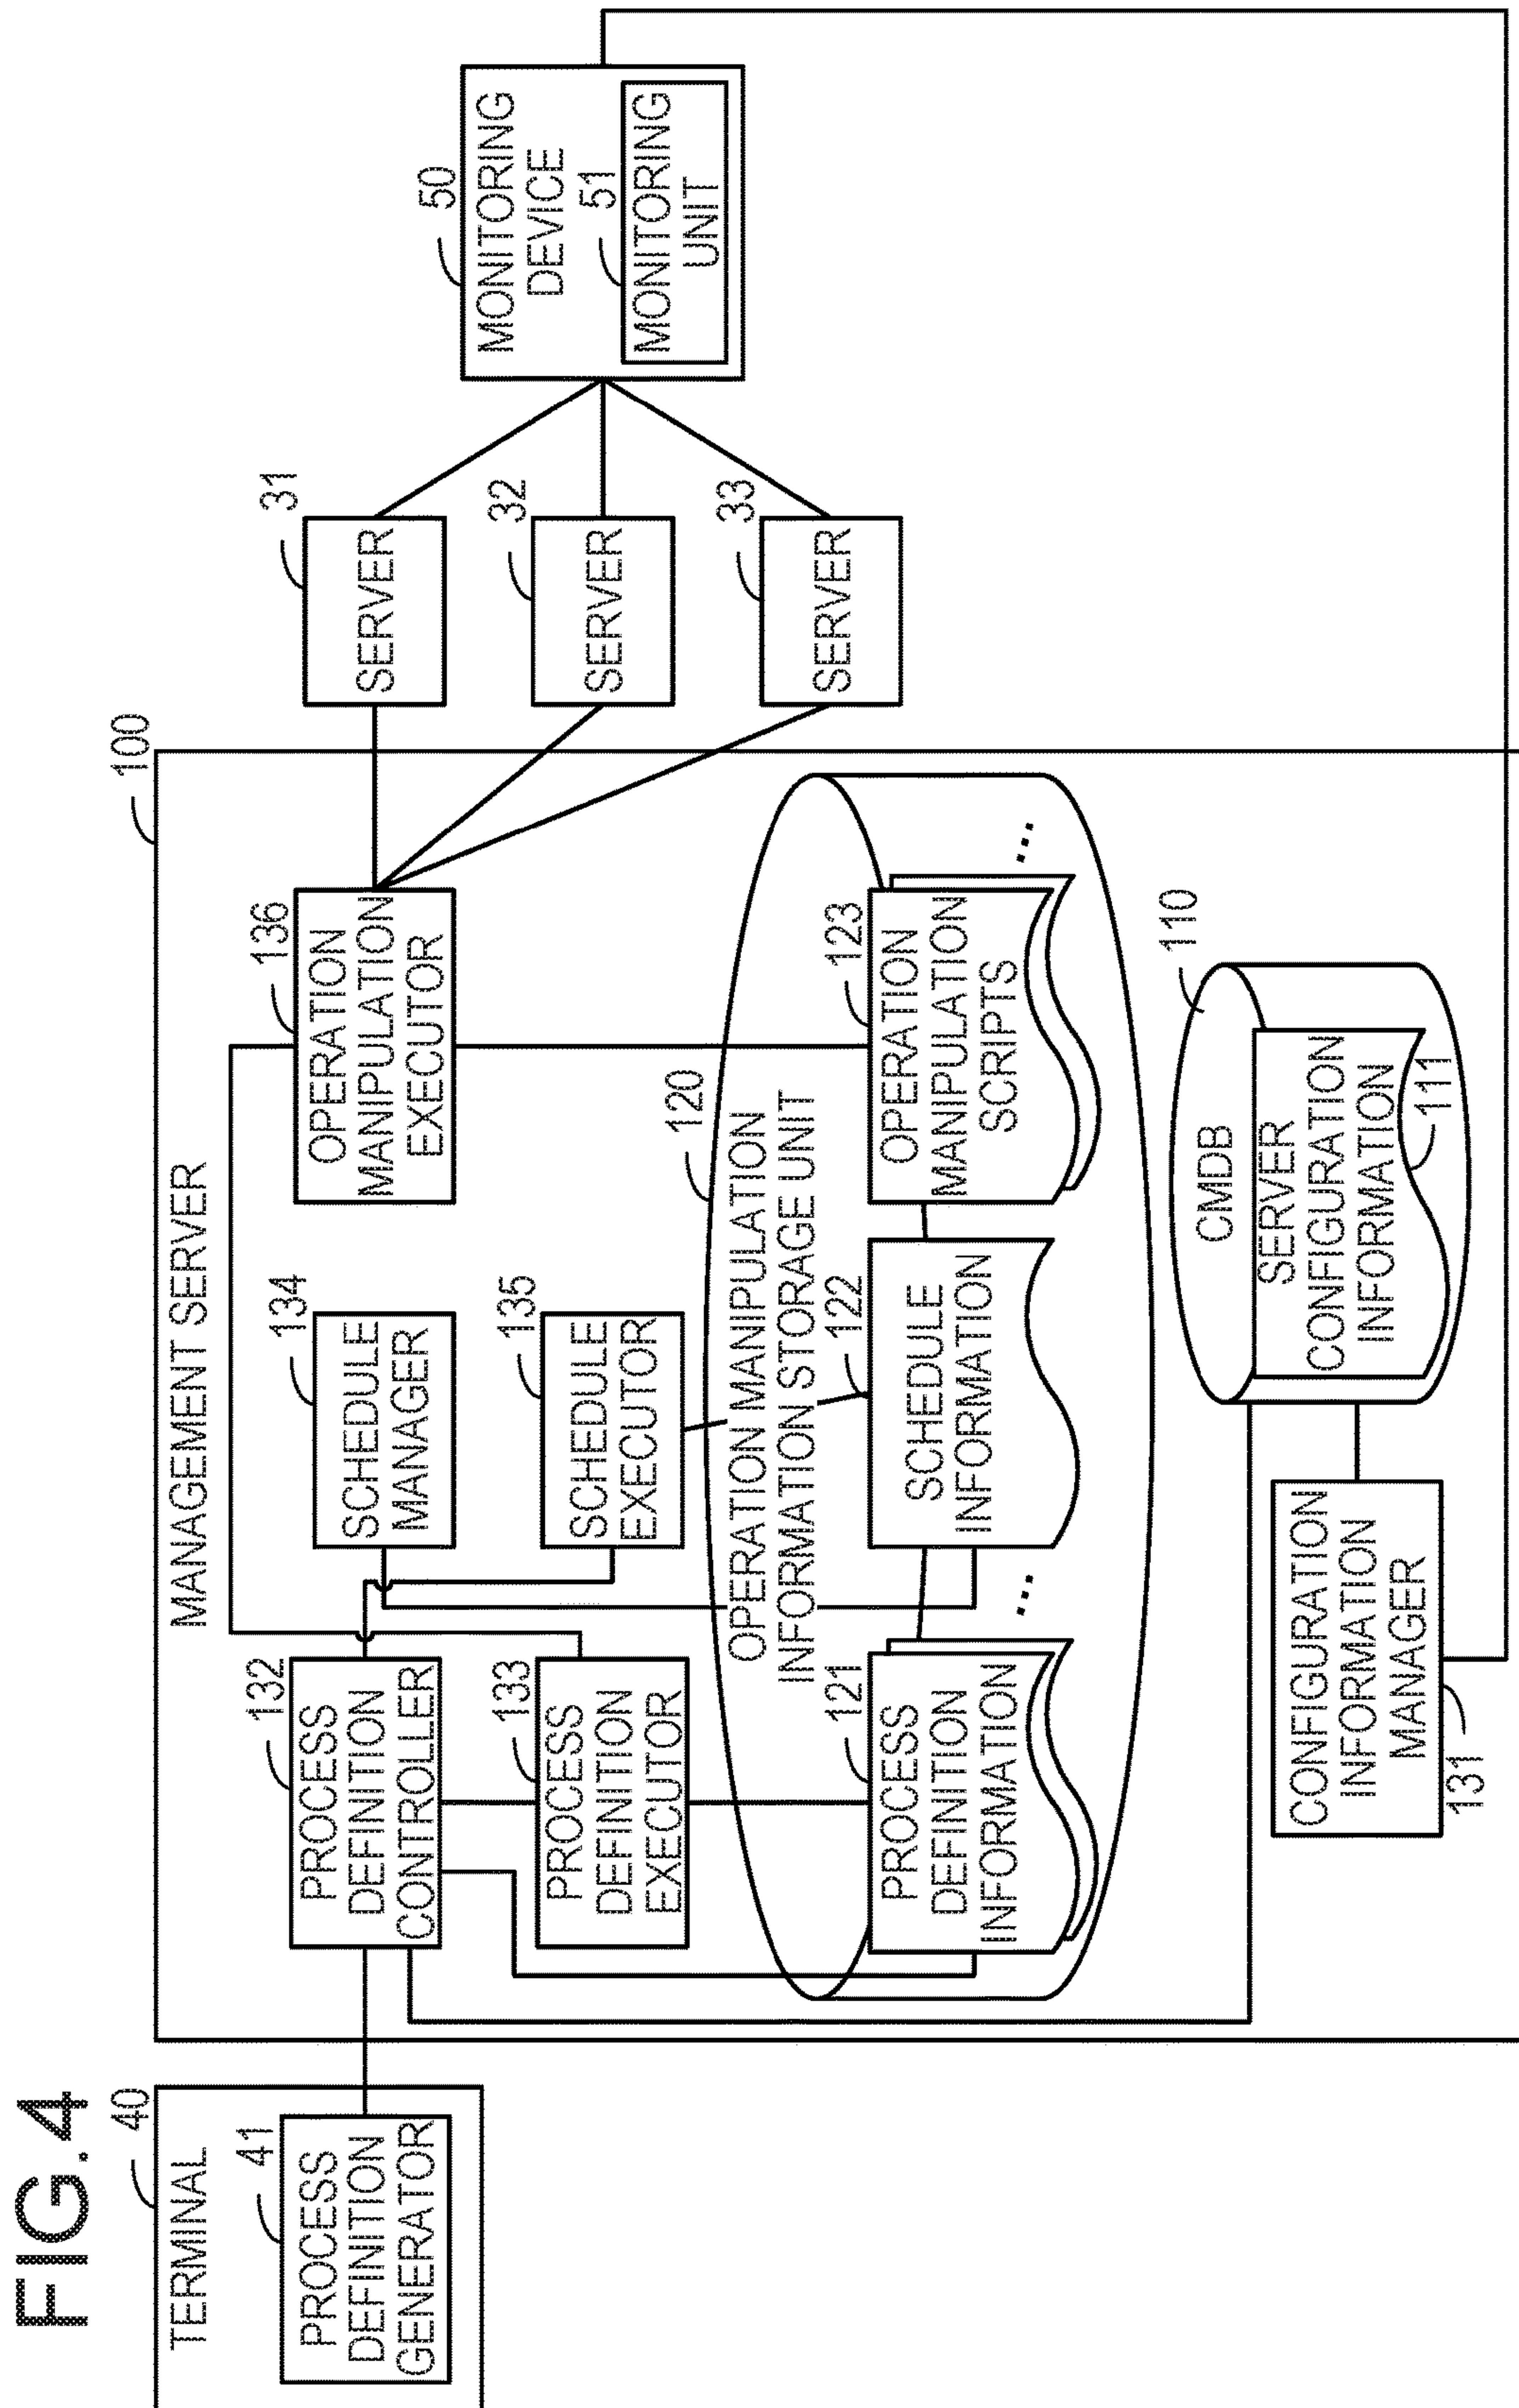 FIG.4
40
TERMINAL
41
PROCESS
DEFINITION
GENERATOR
100
MANAGEMENT SERVER
132
PROCESS
DEFINITION
CONTROLLER
133
PROCESS
DEFINITION
EXECUTOR
134
SCHEDULE
MANAGER
135
SCHEDULE
EXECUTOR
136
OPERATION
MANIPULATION
EXECUTOR
120
OPERATION MANIPULATION
INFORMATION STORAGE UNIT
121
PROCESS
DEFINITION
INFORMATION
...
122
SCHEDULE
INFORMATION
123
OPERATION
MANIPULATION
SCRIPTS
...
110
CMDB
SERVER
CONFIGURATION
INFORMATION
111
CONFIGURATION
INFORMATION
MANAGER
131
31
SERVER
32
SERVER
33
SERVER
50
MONITORING
DEVICE
51
MONITORING
UNIT